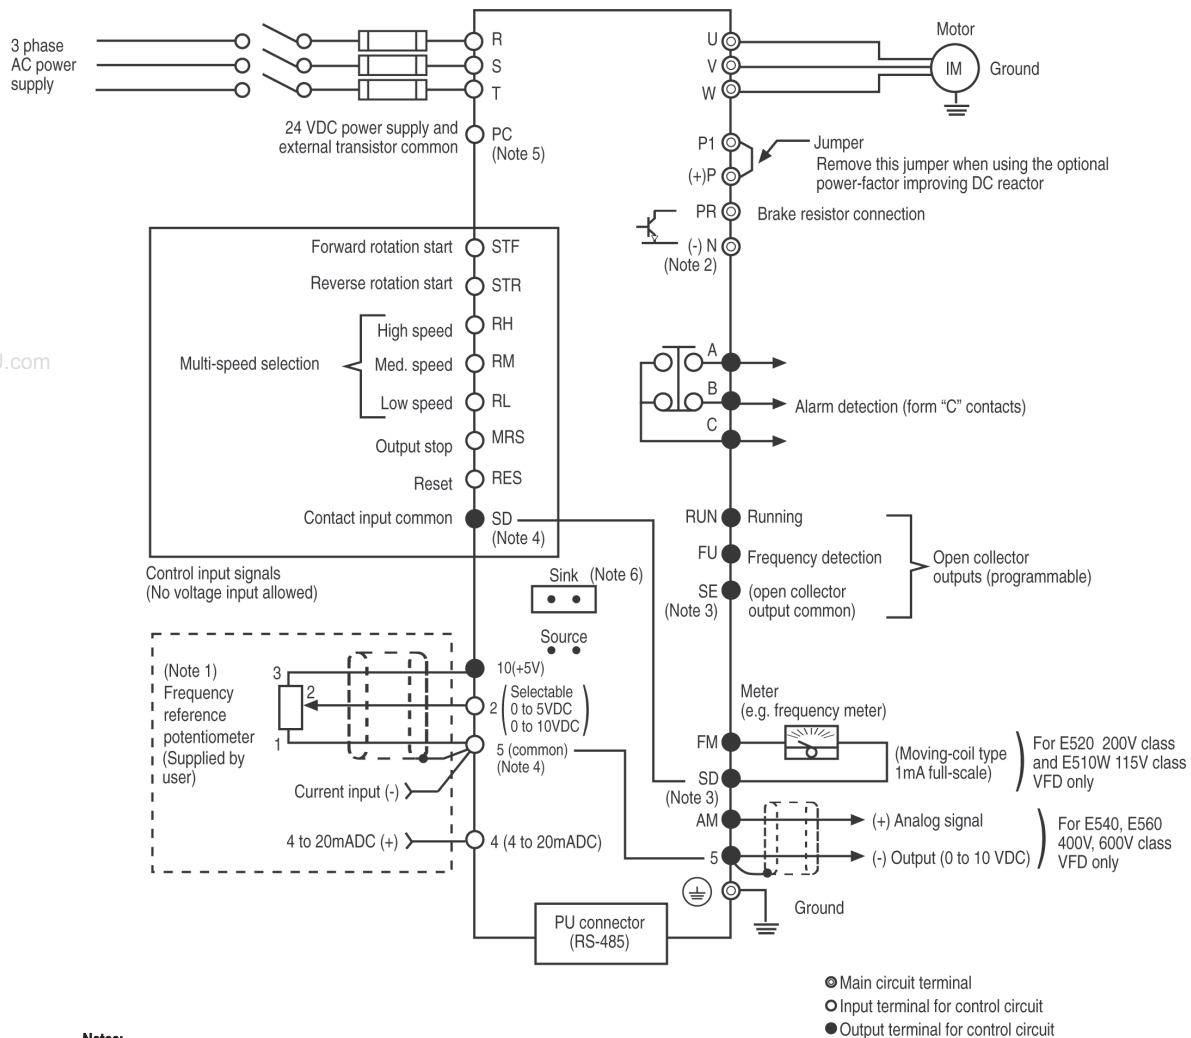 3 phase
AC power
supply
R
S
T
24 VDC power supply and
external transistor common
PC
(Note 5)
U
V
W
Motor
IM
Ground
P1
(+)P
Jumper
Remove this jumper when using the optional
power-factor improving DC reactor
PR
Brake resistor connection
(-) N
(Note 2)
Forward rotation start
STF
Reverse rotation start
STR
Multi-speed selection
High speed
RH
Med. speed
RM
Low speed
RL
Output stop
MRS
Reset
RES
Contact input common
SD
(Note 4)
Control input signals
(No voltage input allowed)
J.com
A
B
C
Alarm detection (form “C” contacts)
RUN
Running
FU
Frequency detection
SE
(Note 3)
(open collector
output common)
Open collector
outputs (programmable)
Sink (Note 6)
Source
(Note 1)
Frequency
reference
potentiometer
(Supplied by
user)
3
2
1
10(+5V)
2
Selectable
0 to 5VDC
0 to 10VDC
5 (common)
(Note 4)
Current input (-)
4 to 20mADC (+)
4 (4 to 20mADC)
Meter
(e.g. frequency meter)
FM
SD
(Note 3)
(Moving-coil type
1mA full-scale)
For E520 200V class
and E510W 115V class
VFD only
AM
(+) Analog signal
5
(-) Output (0 to 10 VDC)
For E540, E560
400V, 600V class
VFD only
Ground
PU connector
(RS-485)
Main circuit terminal
Input terminal for control circuit
Output terminal for control circuit
Notes: